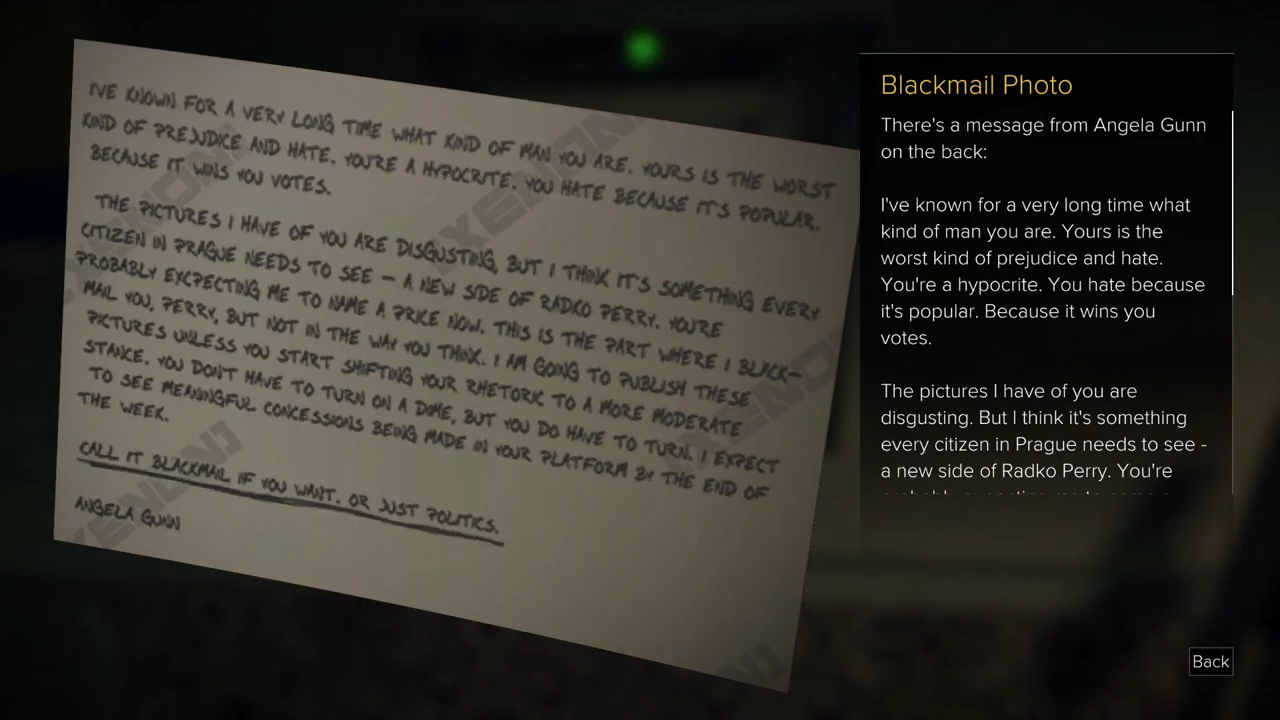 I'VE KNOWN FOR A VERY LONG TIME WHAT KIND OF MAN YOU ARE. YOURS IS THE WORST
KIND OF PREJUDICE AND HATE. YOU'RE A HYPOCRITE. YOU HATE BECAUSE IT'S POPULAR.
BECAUSE IT WINS YOU VOTES.
THE PICTURES I HAVE OF YOU ARE DISGUSTING, BUT I THINK IT'S SOMETHING EVERY
CITIZEN IN PRAGUE NEEDS TO SEE – A NEW SIDE OF RADKO PERRY. YOU'RE
PROBABLY EXCPECTING ME TO NAME A PRICE NOW. THIS IS THE PART WHERE I BLACK-
MAIL YOU, PERRY, BUT NOT IN THE WAY YOU THINK. I AM GOING TO PUBLISH THESE
PICTURES UNLESS YOU START SHIFTING YOUR RHETORIC TO A MORE MODERATE
STANCE. YOU DON'T HAVE TO TURN ON A DIME, BUT YOU DO HAVE TO TURN. I EXPECT
TO SEE MEANINGFUL CONCESSIONS BEING MADE IN YOUR PLATFORM BY THE END OF
THE WEEK.
CALL IT BLACKMAIL IF YOU WANT. OR JUST POLITICS.
ANGELA GUNN
Blackmail Photo
There's a message from Angela Gunn
on the back:
I've known for a very long time what
kind of man you are. Yours is the
worst kind of prejudice and hate.
You're a hypocrite. You hate because
it's popular. Because it wins you
votes.
The pictures I have of you are
disgusting. But I think it's something
every citizen in Prague needs to see -
a new side of Radko Perry. You're
Back